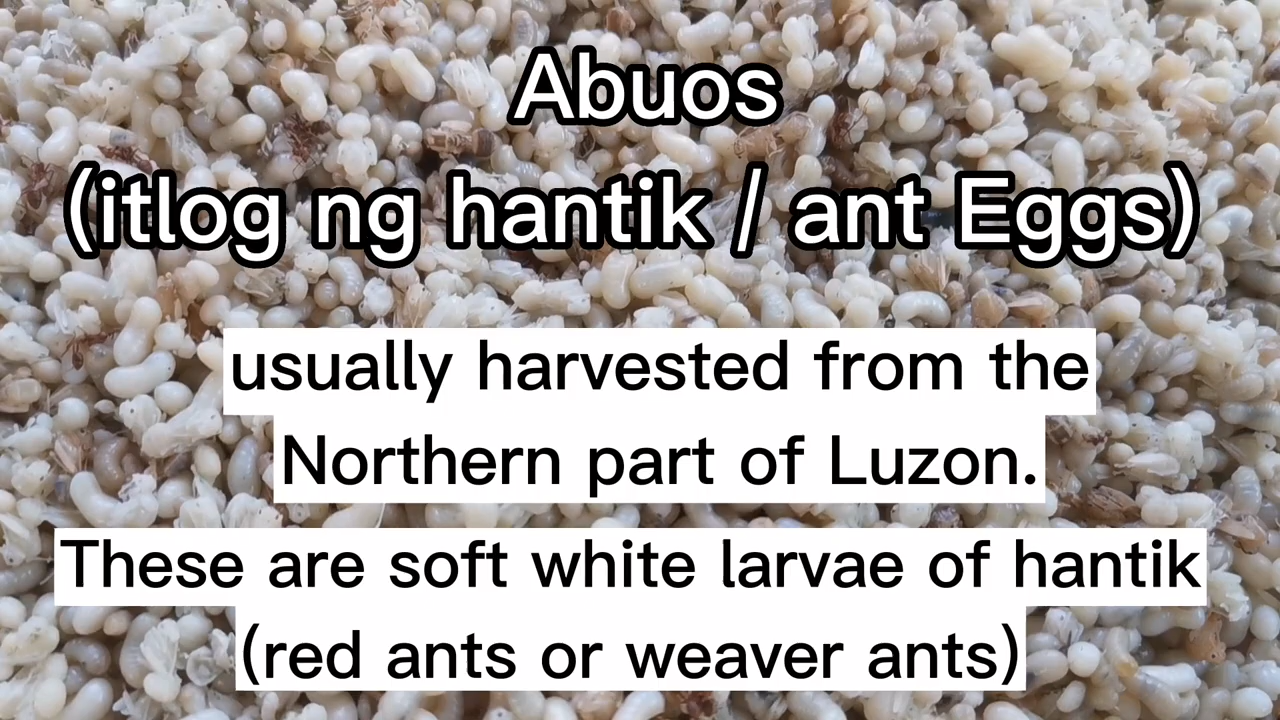 Abuos
(itlog ng hantik / ant Eggs)
usually harvested from the
Northern part of Luzon.
These are soft white larvae of hantik
(red ants or weaver ants)